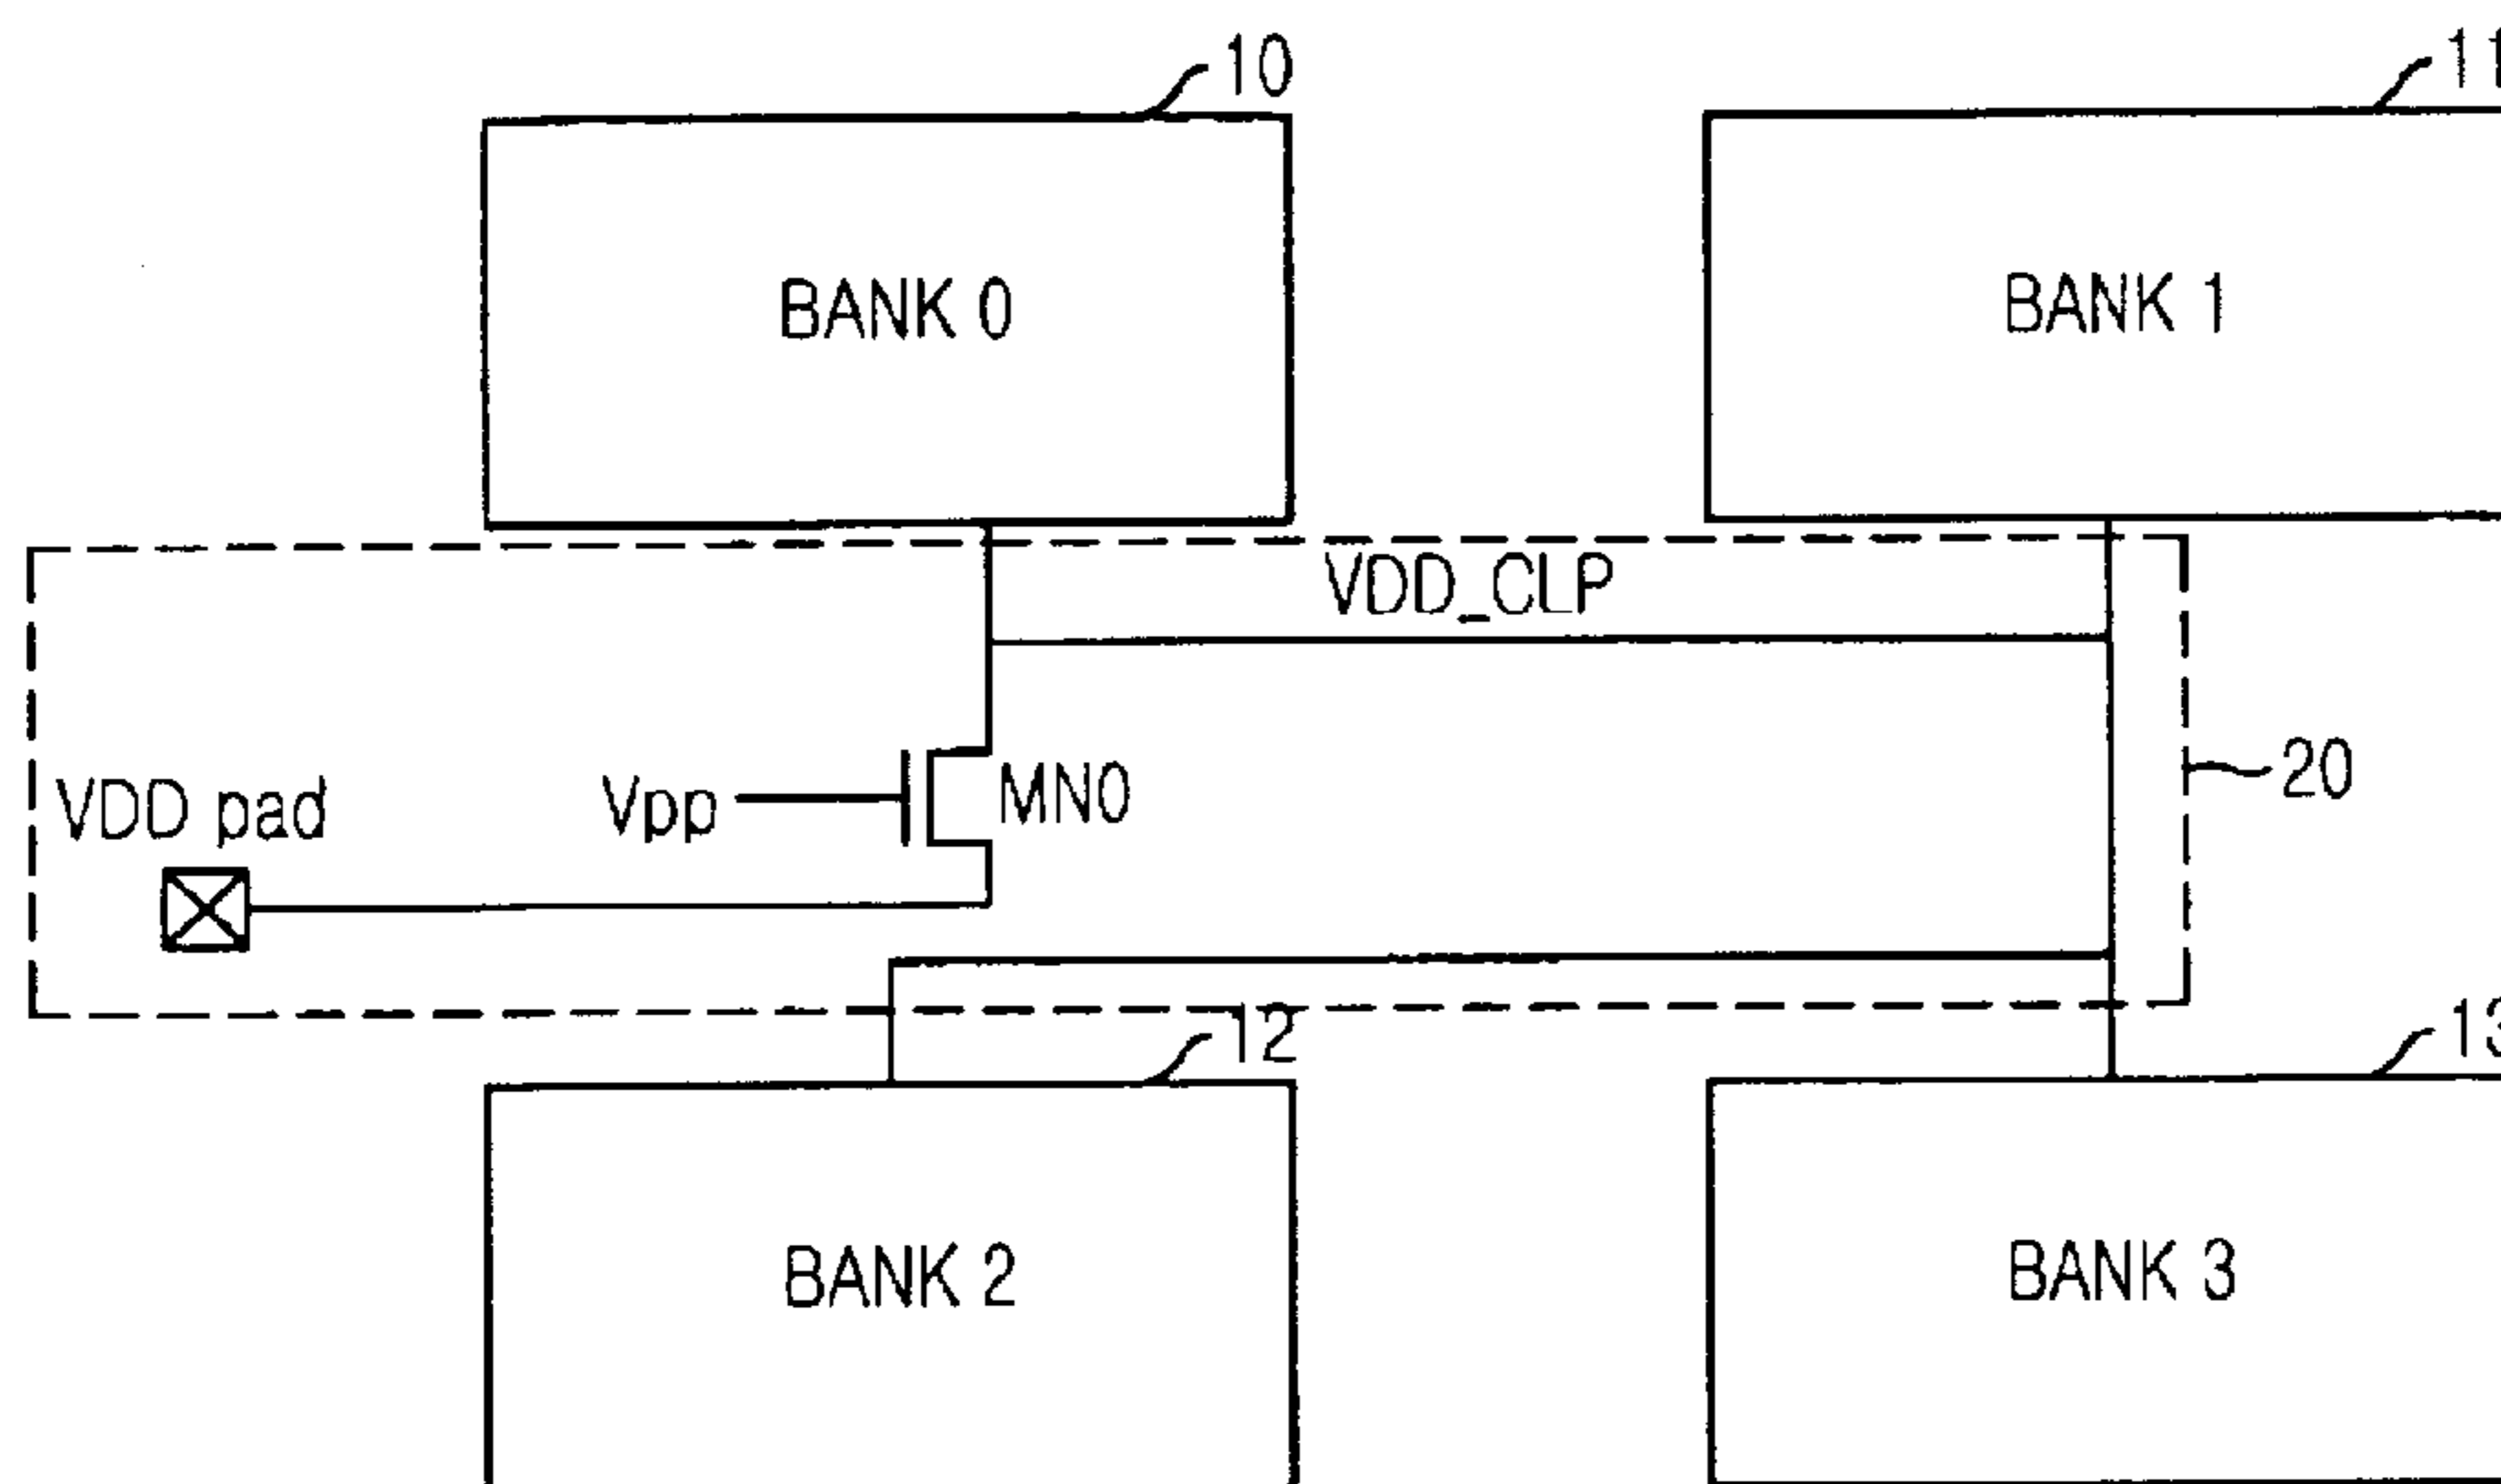 10
11
BANK 0
BANK 1
VDD_CLP
VDD pad
Vpp
MN0
20
12
13
BANK 2
BANK 3